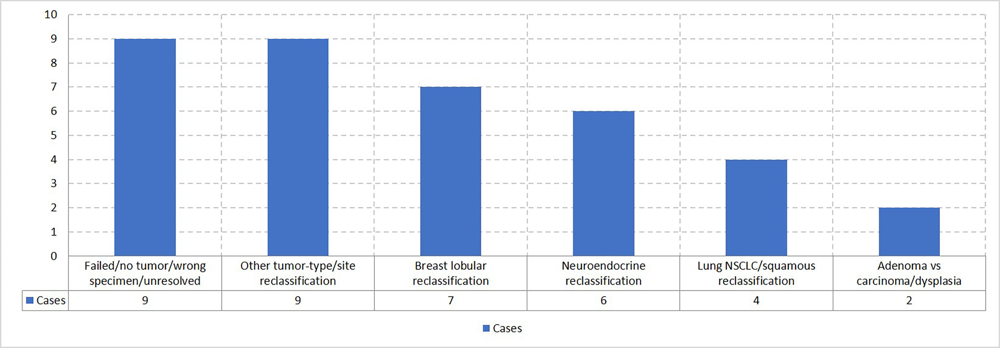 10
9
8
7
6
5
4
3
2
1
0
Failed/no tumor/wrong
specimen/unresolved
Other tumor-type/site
reclassification
Breast lobular
reclassification
Neuroendocrine
reclassification
Lung NSCLC/squamous
reclassification
Adenoma vs
carcinoma/dysplasia
Cases 9 9 7 6 4 2
Cases